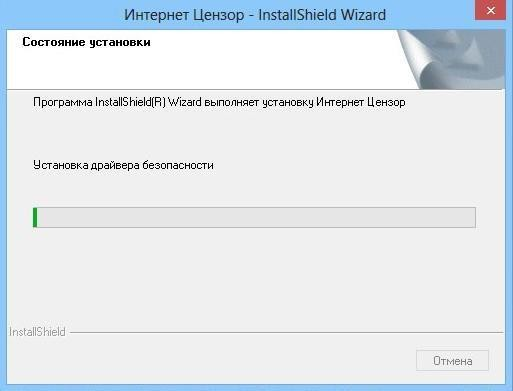 Интернет Цензор - InstallShield Wizard
Состояние установки
Программа InstallShield(R) Wizard выполняет установку Интернет Цензор
Установка драйвера безопасности
InstallShield
Отмена